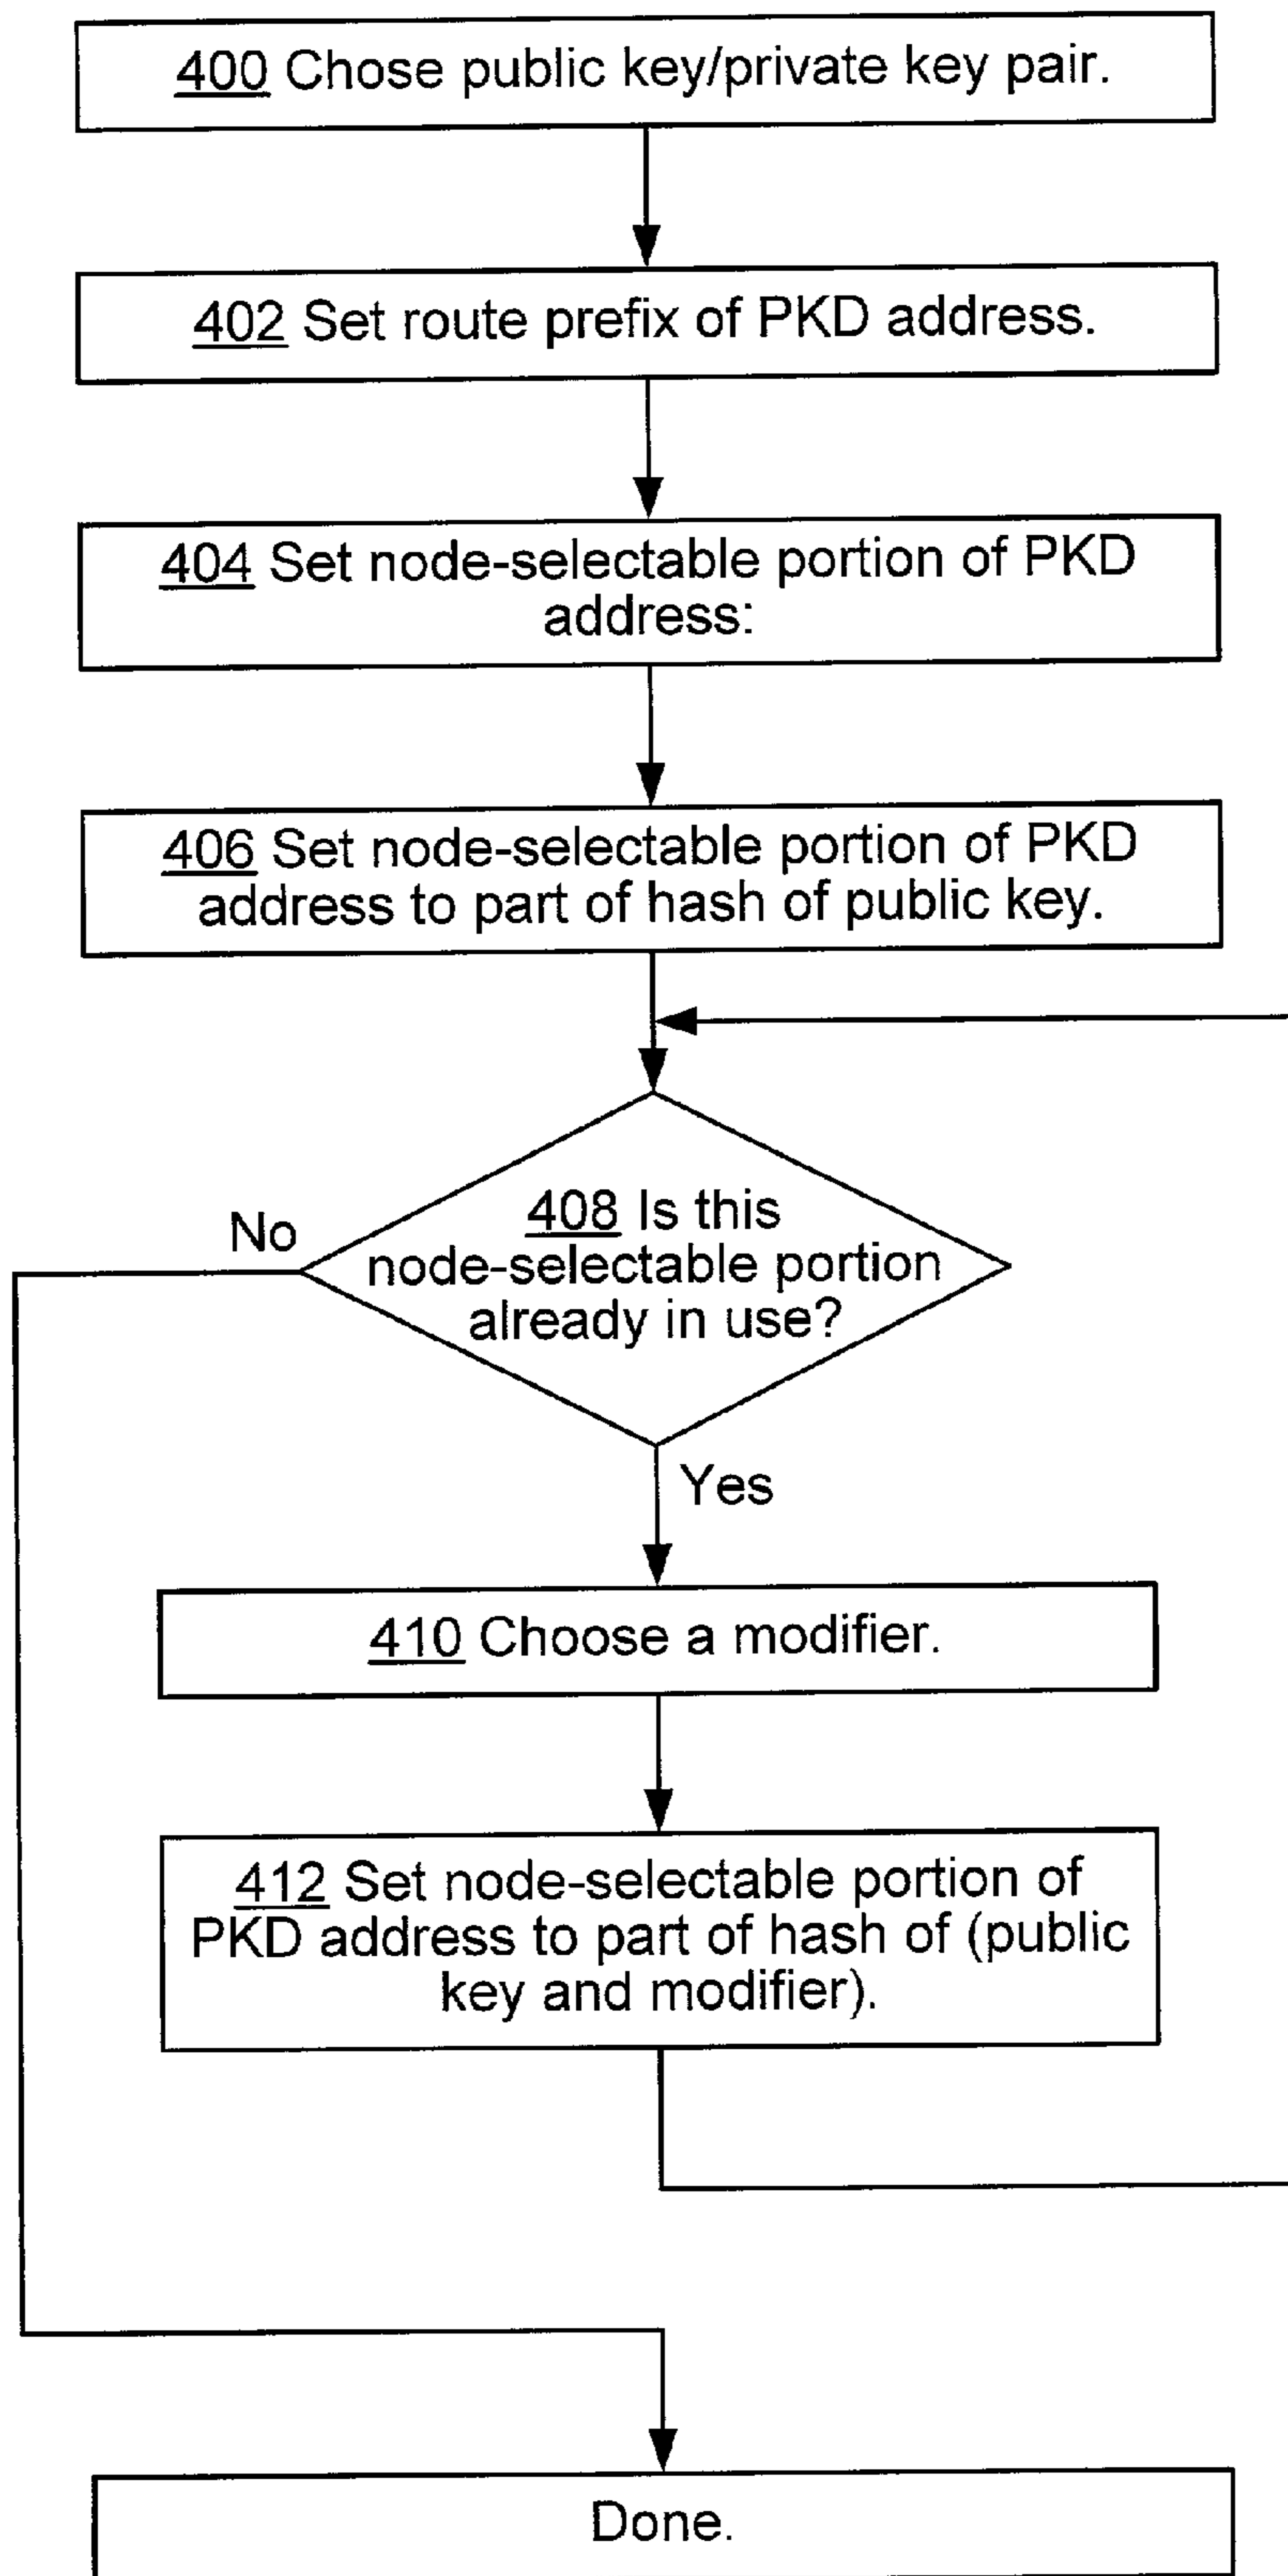 400 Chose public key/private key pair.
402 Set route prefix of PKD address.
404 Set node-selectable portion of PKD
address:
406 Set node-selectable portion of PKD
address to part of hash of public key.
No
408 Is this
node-selectable portion
already in use?
Yes
410 Choose a modifier.
412 Set node-selectable portion of
PKD address to part of hash of (public
key and modifier).
Done.